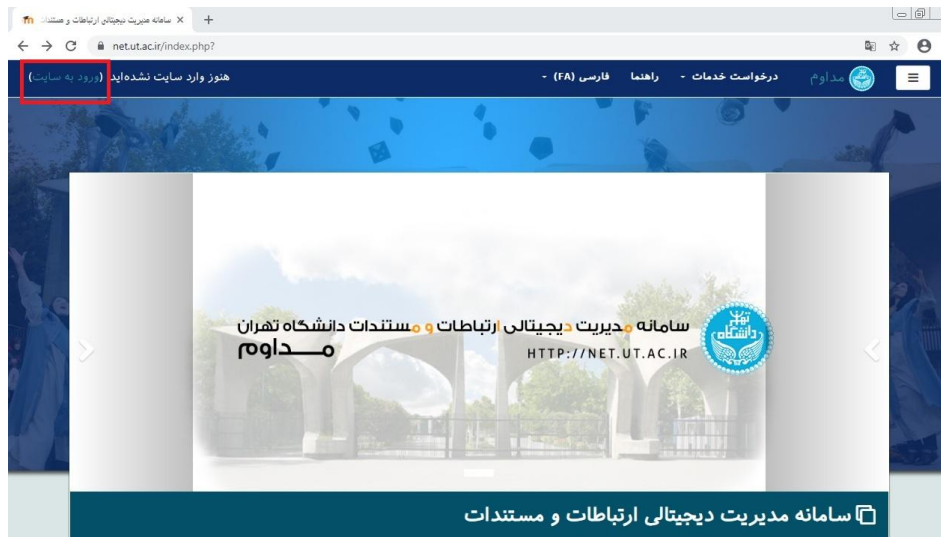 سامانه مدیریت دیجیتالی ارتباطات و مستندا
net.ut.ac.ir/index.php?
مداوم درخواست خدمات راهنما فارسی (FA) هنوز وارد سایت نشده‌اید (ورود به سایت)
سامانه مدیریت دیجیتالی ارتباطات و مستندات دانشگاه تهران
HTTP://NET.UT.AC.IR مــــداوم
سامانه مدیریت دیجیتالی ارتباطات و مستندات